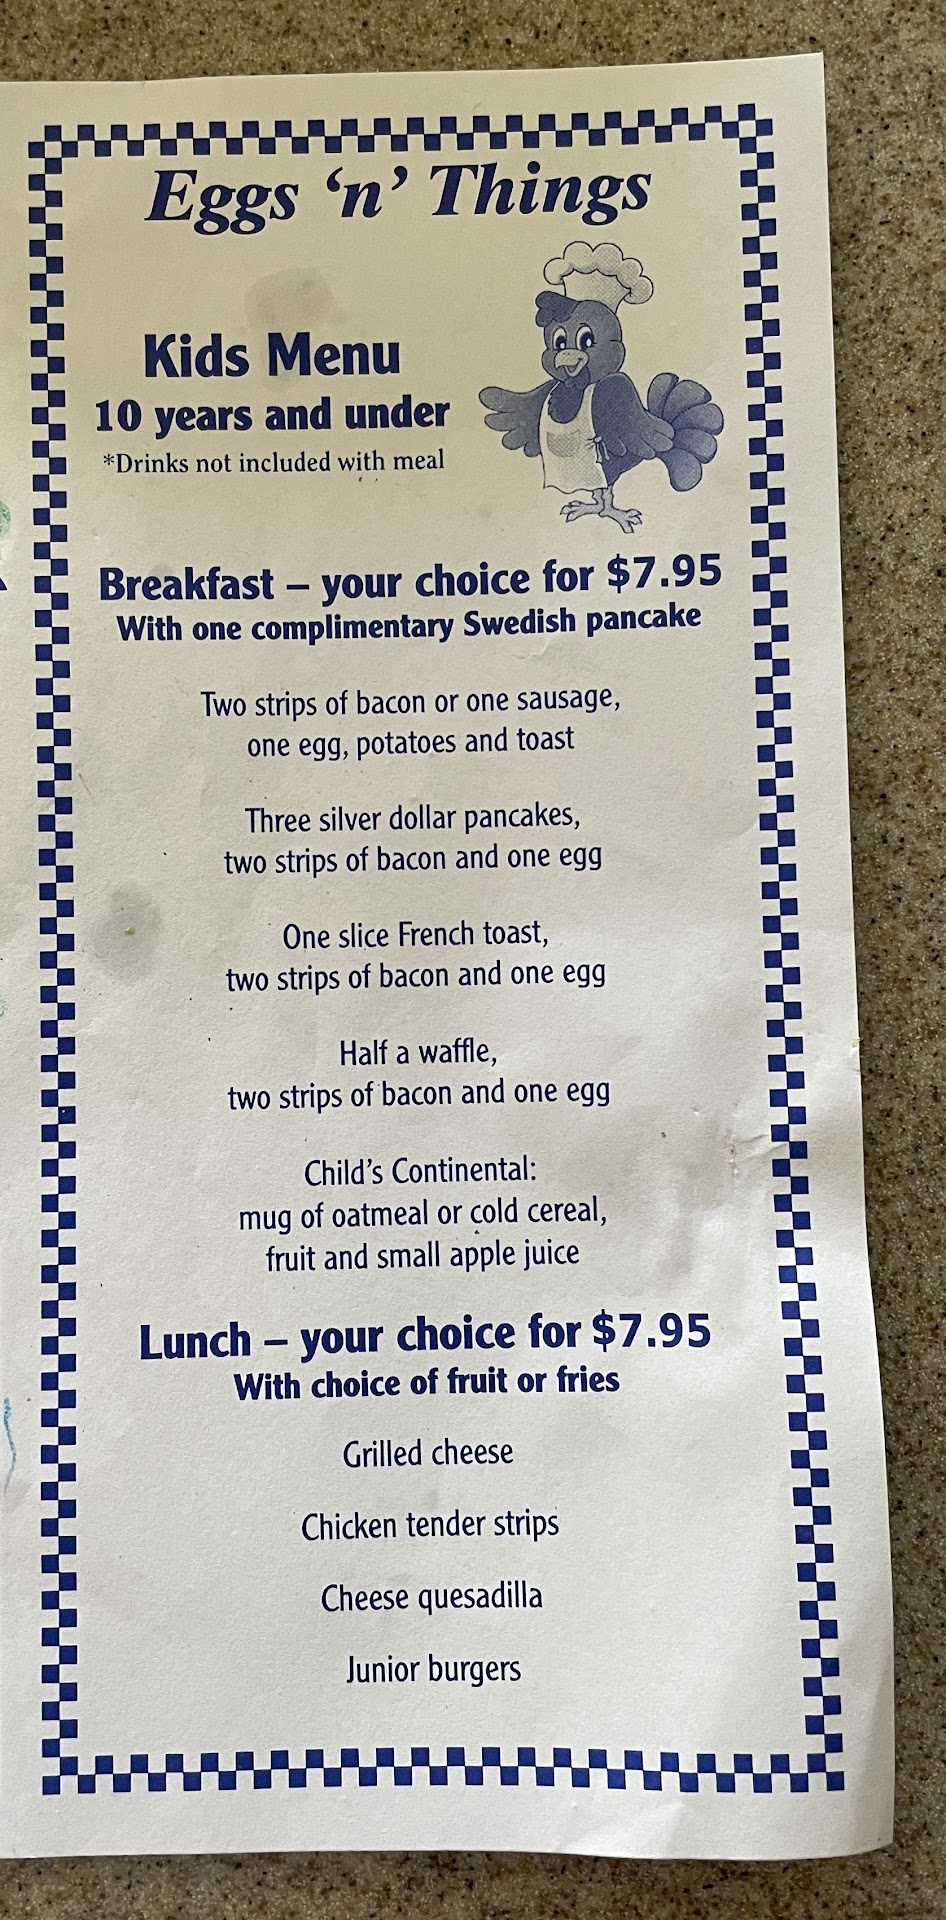 Eggs ‘n’ Things
Kids Menu
10 years and under
*Drinks not included with meal
Breakfast – your choice for $7.95
With one complimentary Swedish pancake
Two strips of bacon or one sausage,
one egg, potatoes and toast
Three silver dollar pancakes,
two strips of bacon and one egg
One slice French toast,
two strips of bacon and one egg
Half a waffle,
two strips of bacon and one egg
Child’s Continental:
mug of oatmeal or cold cereal,
fruit and small apple juice
Lunch – your choice for $7.95
With choice of fruit or fries
Grilled cheese
Chicken tender strips
Cheese quesadilla
Junior burgers